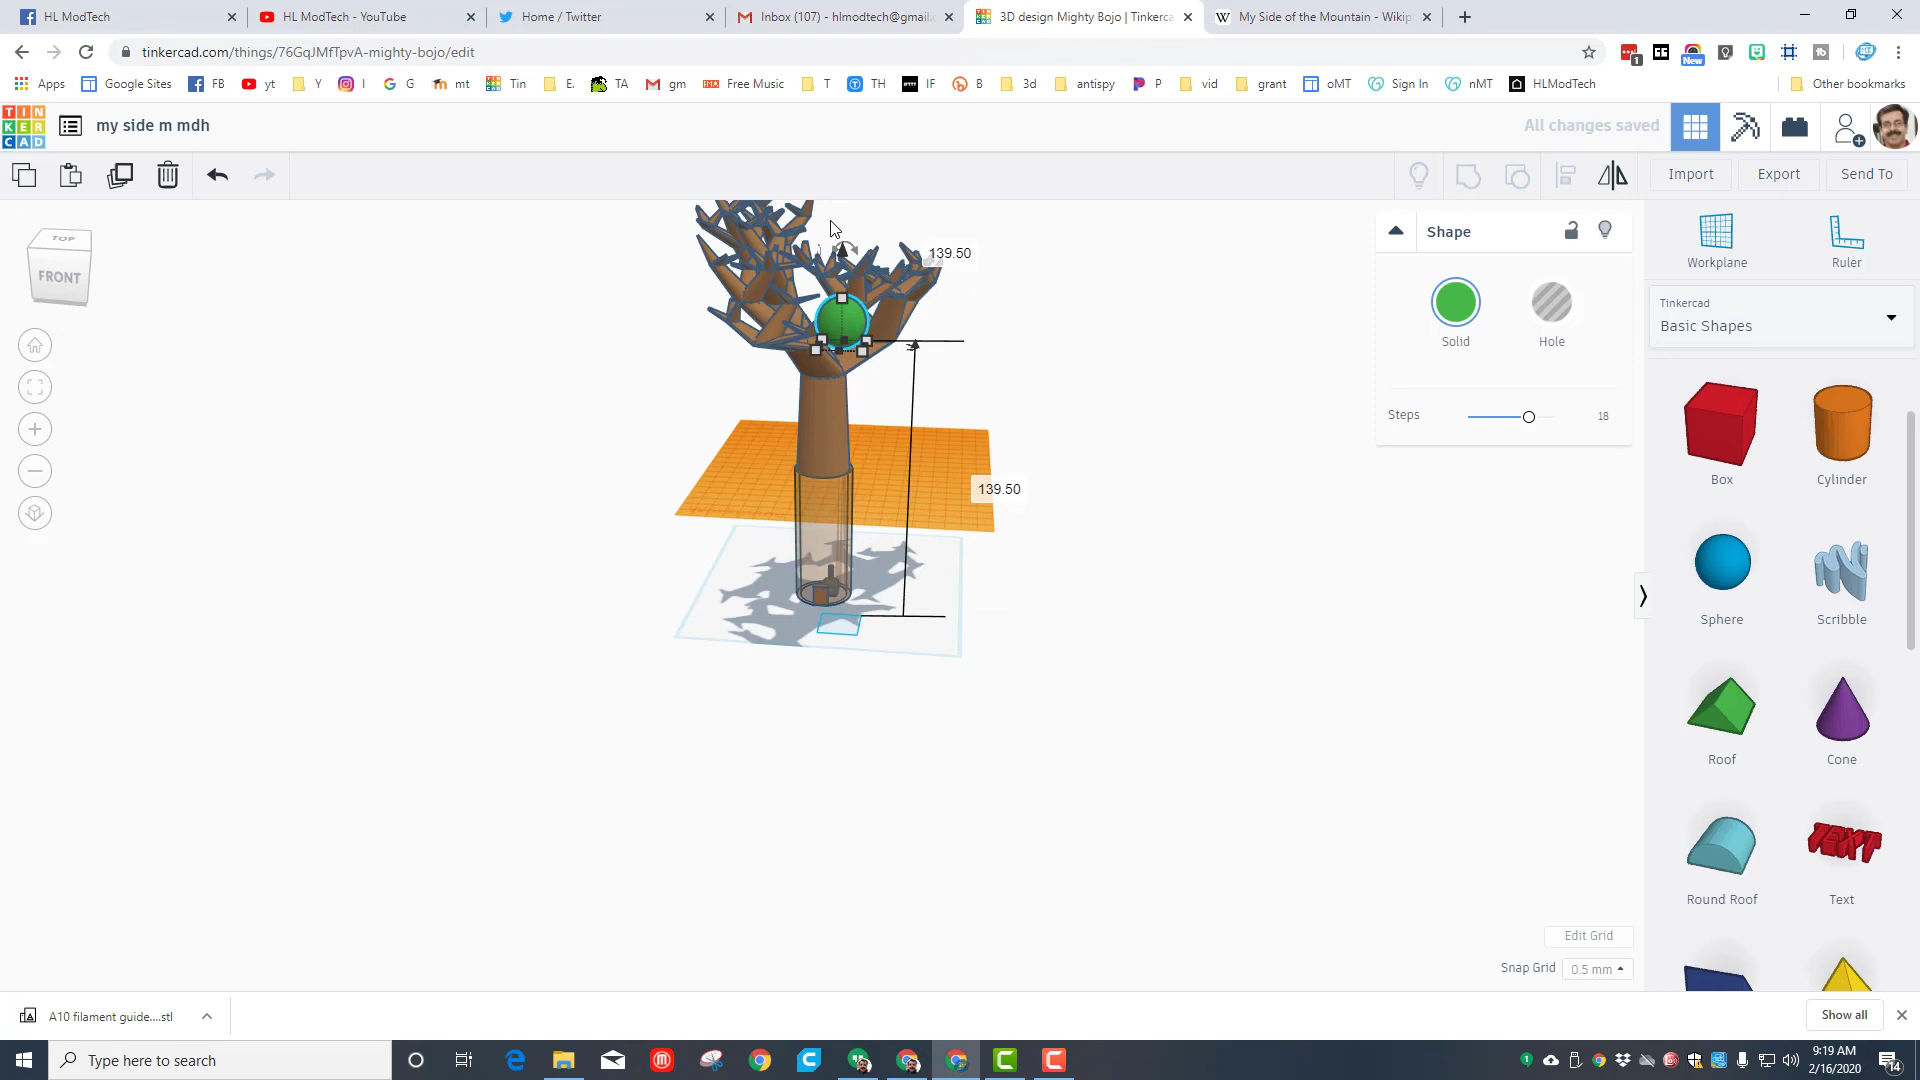 HL ModTech
HL ModTech - YouTube
Home / Twitter
Inbox (107) - hlmodtech@gmail.c
3D design Mighty Bojo | Tinkerca
My Side of the Mountain - Wikip
tinkercad.com/things/76GqJMfTpvA-mighty-bojo/edit
1
New
Apps
Google Sites
FB
yt
Y
I
G
mt
Tin
E.
TA
gm
Free Music
T
TH
IF
B
3d
antispy
P
vid
grant
oMT
Sign In
nMT
HLModTech
Other bookmarks
TIN
KER
CAD
my side m mdh
All changes saved
Import
Export
Send To
TOP
FRONT
139.50
139.50
Shape
Solid
Hole
Steps
18
Workplane
Ruler
Tinkercad
Basic Shapes
Box
Cylinder
Sphere
Scribble
Roof
Cone
Round Roof
Text
TEXT
Edit Grid
Snap Grid
0.5 mm
A10 filament guide....stl
Show all
Type here to search
9:19 AM
2/16/2020
14